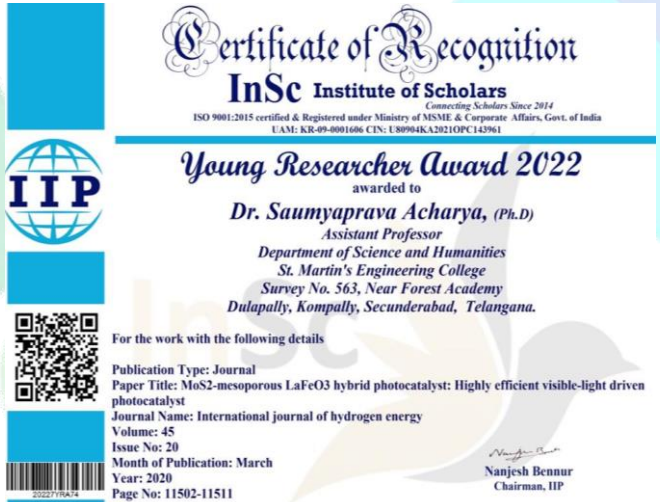 Certificate of Recognition
InSc Institute of Scholars
Connecting Scholars Since 2014
ISO 9001:2015 certified & Registered under Ministry of MSME & Corporate Affairs, Govt. of India
UAM: KR-09-0001606 CIN: U80904KA2021OPC143961
IIP
Young Researcher Award 2022
awarded to
Dr. Saumyaprava Acharya, (Ph.D)
Assistant Professor
Department of Science and Humanities
St. Martin's Engineering College
Survey No. 563, Near Forest Academy
Dulapally, Kompally, Secunderabad, Telangana.
InSc
For the work with the following details
Publication Type: Journal
Paper Title: MoS2-mesoporous LaFeO3 hybrid photocatalyst: Highly efficient visible-light driven
photocatalyst
Journal Name: International journal of hydrogen energy
Volume: 45
Issue No: 20
Month of Publication: March
Year: 2020
Page No: 11502-11511
Nanjesh Bennur
Chairman, IIP
20227YRA74